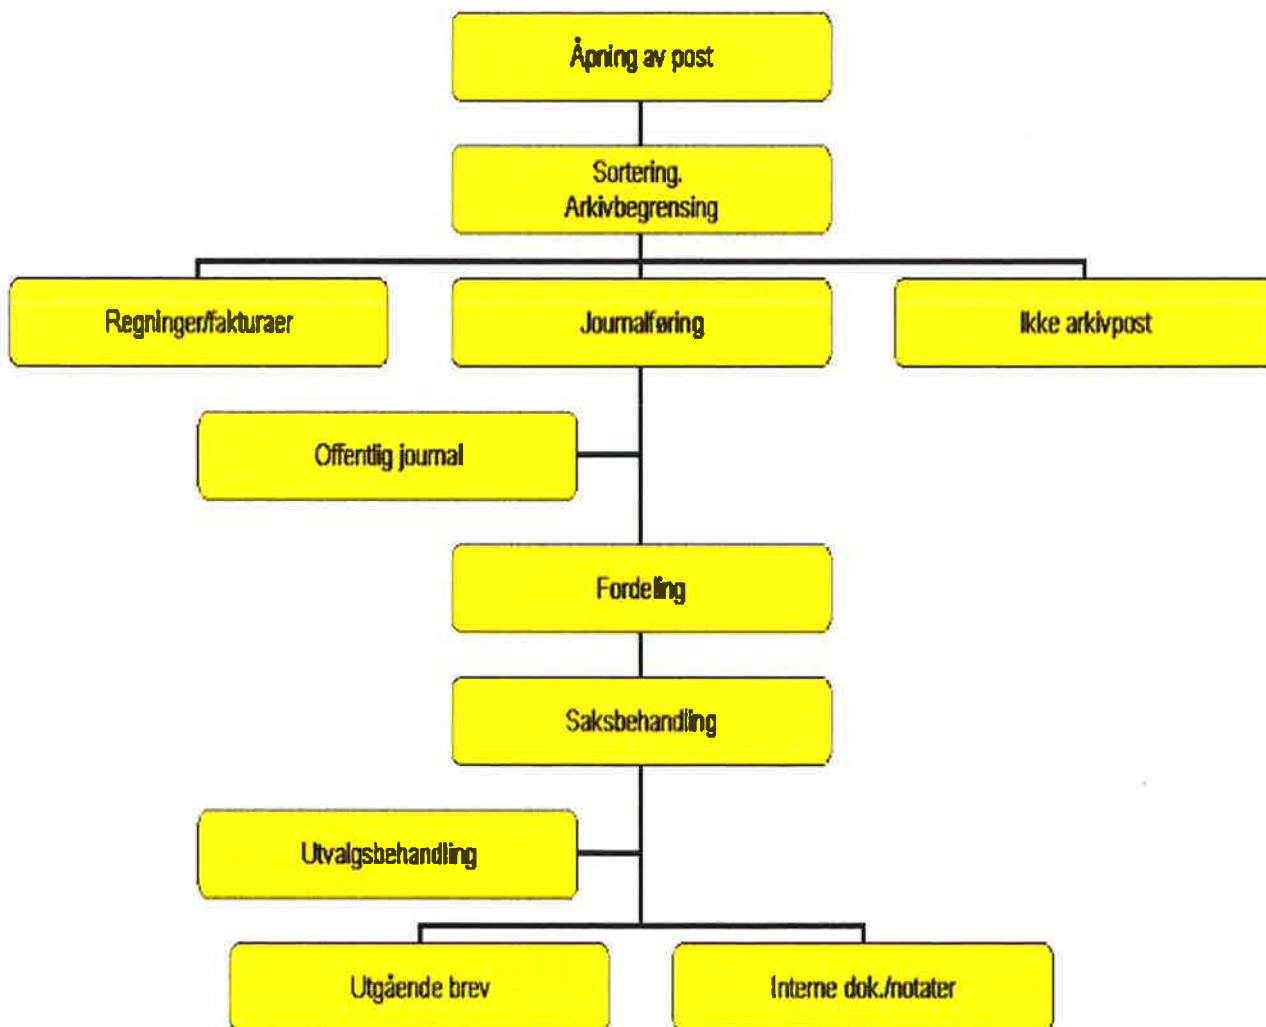 Åpning av post
Sortering.
Arkivbegrensing
Regninger/fakturaer
Journalføring
Ikke arkivpost
Offentlig journal
Fordeling
Saksbehandling
Utvalgsbehandling
Utgående brev
Interne dok./notater